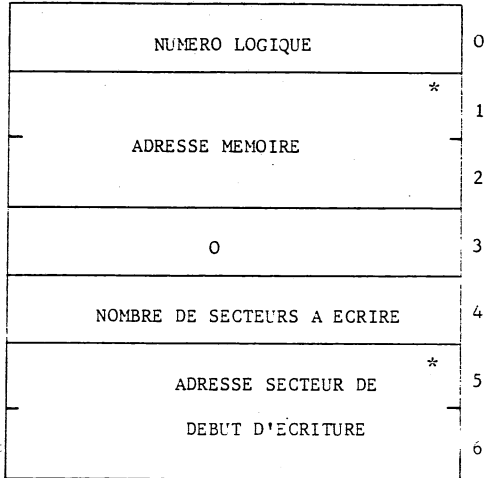 NUMERO LOGIQUE 0
*
1
ADRESSE MEMOIRE
2
0 3
NOMBRE DE SECTEURS A ECRIRE 4
*
ADRESSE SECTEUR DE 5
DEBUT D'ECRITURE
6